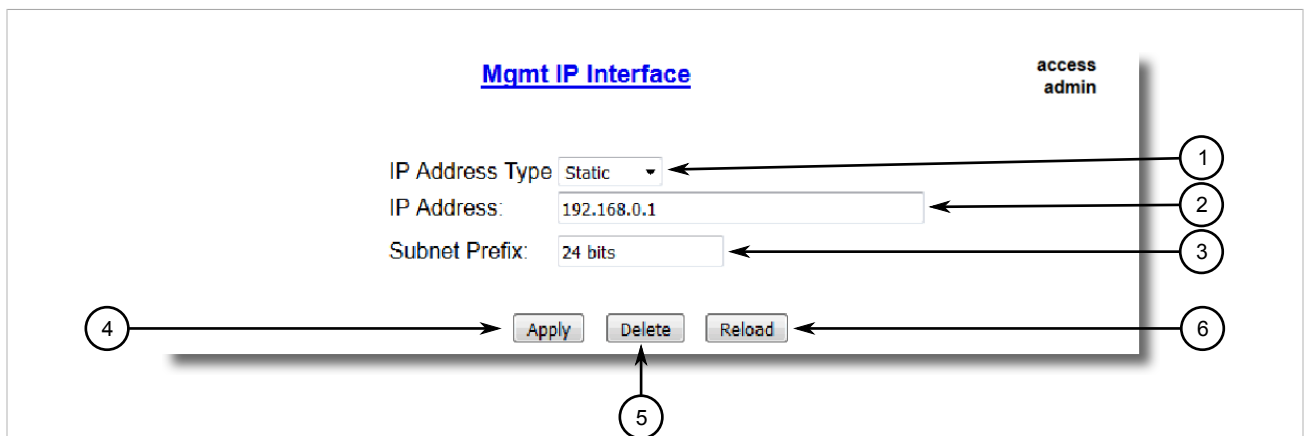 Mgmt IP Interface
access
admin
IP Address Type Static
1
IP Address: 192.168.0.1
2
Subnet Prefix: 24 bits
3
4
Apply Delete Reload
6
5